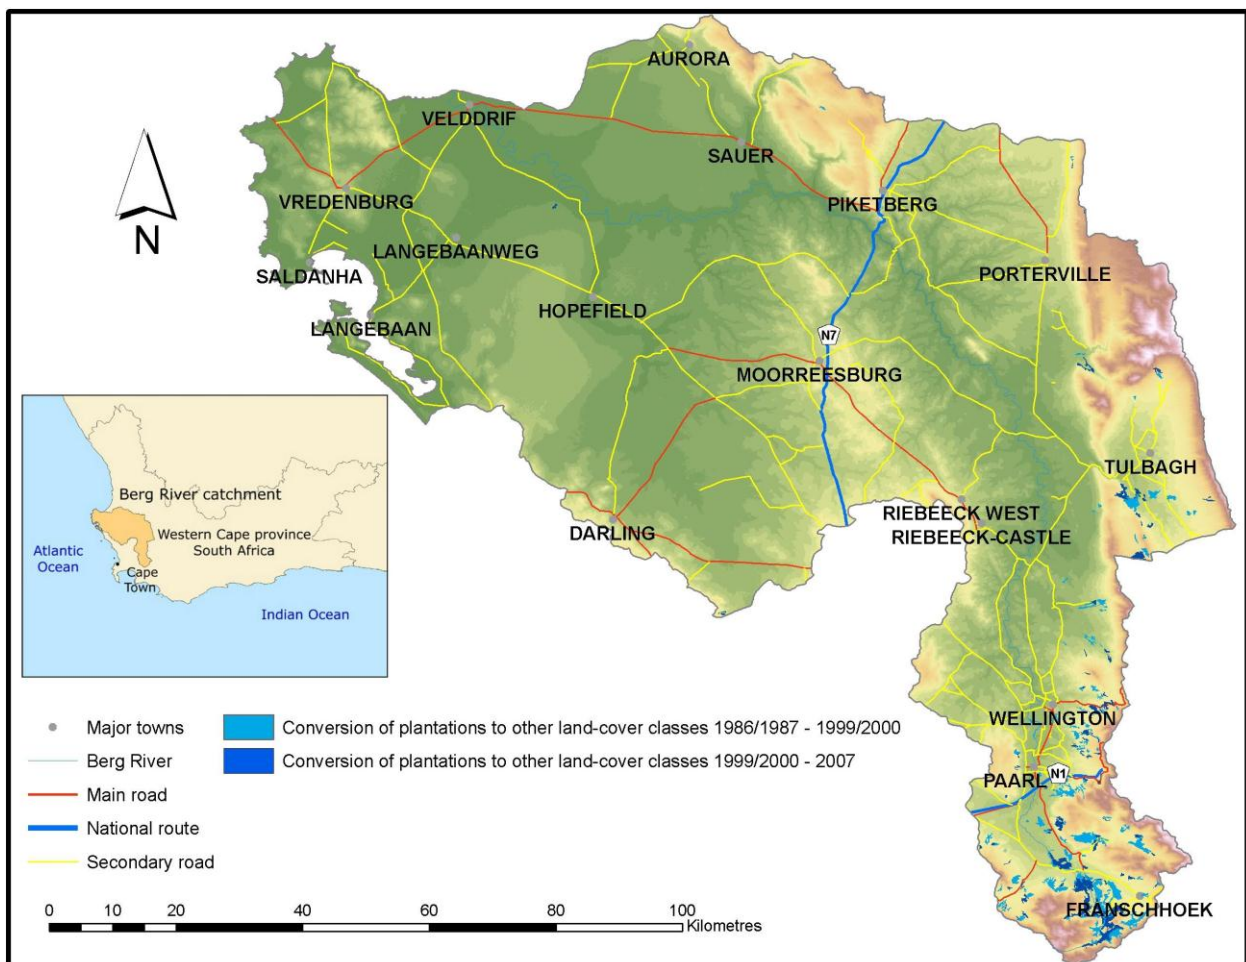 AURORA
VELDDRIF
SAUER
N
VREDENBURG
PIKETBERG
LANGEBAANWEG
SALDANHA
PORTERVILLE
HOPEFIELD
LANGEBAAN
N7
MOORREESBURG
TULBAGH
Berg River catchment
RIEBEECK WEST
DARLING
RIEBEECK-CASTLE
Western Cape province
South Africa
Atlantic
Ocean
Cape
Town
Indian Ocean
WELLINGTON
PAARL
N1
FRANSCHHOEK
Major towns
Berg River
Main road
National route
Secondary road
Conversion of plantations to other land-cover classes 1986/1987 - 1999/2000
Conversion of plantations to other land-cover classes 1999/2000 - 2007
0 10 20 40 60 80 100
Kilometres